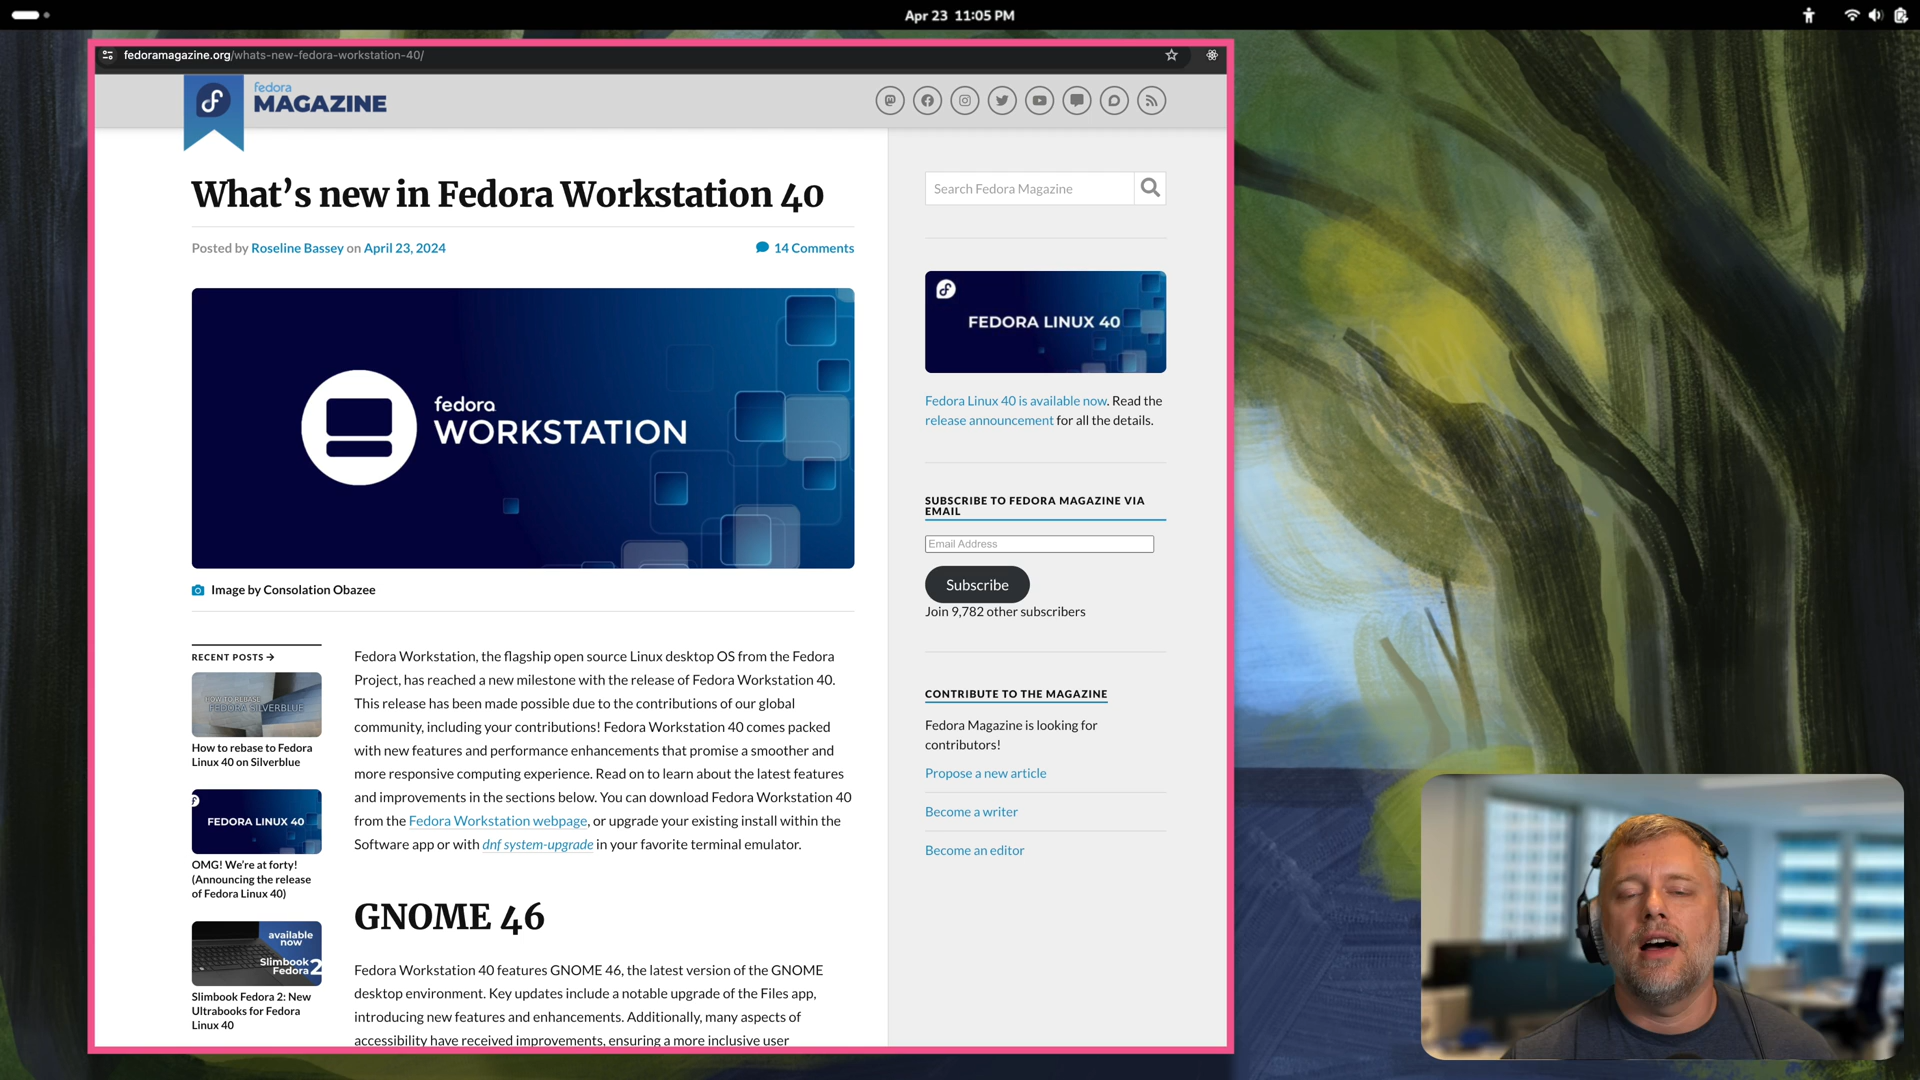 Apr 23 11:05 PM
fedoramagazine.org/whats-new-fedora-workstation-40/
fedora
MAGAZINE
What's new in Fedora Workstation 40
Posted by Roseline Bassey on April 23, 2024
14 Comments
fedora
WORKSTATION
Image by Consolation Obazee
RECENT POSTS →
HOW TO REBASE
FEDORA SILVERBLUE
How to rebase to Fedora
Linux 40 on Silverblue
FEDORA LINUX 40
OMG! We're at forty!
(Announcing the release
of Fedora Linux 40)
available
now
Slimbook
Fedora 2
Slimbook Fedora 2: New
Ultrabooks for Fedora
Linux 40
Fedora Workstation, the flagship open source Linux desktop OS from the Fedora
Project, has reached a new milestone with the release of Fedora Workstation 40.
This release has been made possible due to the contributions of our global
community, including your contributions! Fedora Workstation 40 comes packed
with new features and performance enhancements that promise a smoother and
more responsive computing experience. Read on to learn about the latest features
and improvements in the sections below. You can download Fedora Workstation 40
from the Fedora Workstation webpage, or upgrade your existing install within the
Software app or with dnf system-upgrade in your favorite terminal emulator.
GNOME 46
Fedora Workstation 40 features GNOME 46, the latest version of the GNOME
desktop environment. Key updates include a notable upgrade of the Files app,
introducing new features and enhancements. Additionally, many aspects of
accessibility have received improvements, ensuring a more inclusive user
Search Fedora Magazine
FEDORA LINUX 40
Fedora Linux 40 is available now. Read the
release announcement for all the details.
SUBSCRIBE TO FEDORA MAGAZINE VIA
EMAIL
Email Address
Subscribe
Join 9,782 other subscribers
CONTRIBUTE TO THE MAGAZINE
Fedora Magazine is looking for
contributors!
Propose a new article
Become a writer
Become an editor